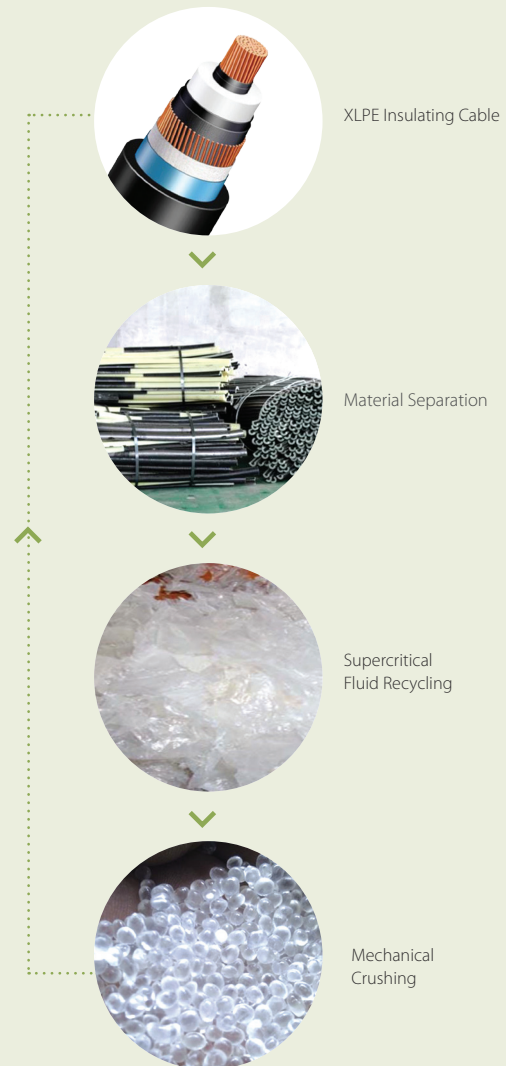 XLPE Insulating Cable
Material Separation
Supercritical
Fluid Recycling
Mechanical
Crushing